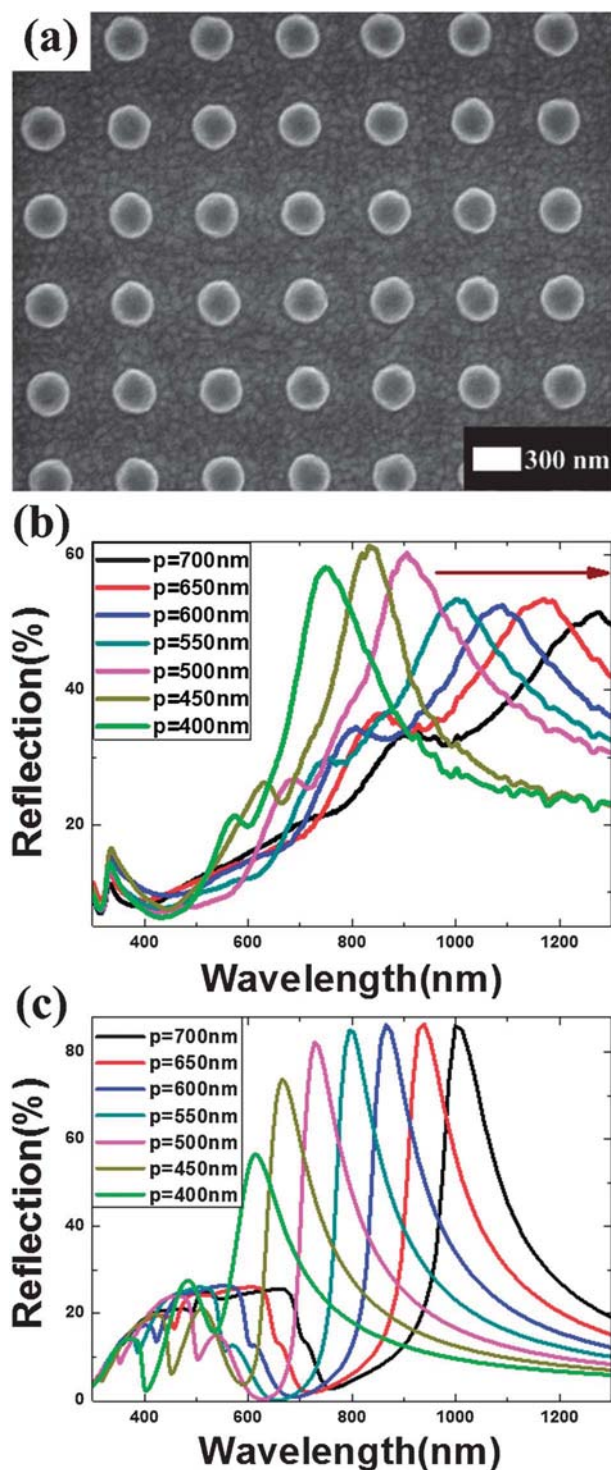 (a)
300 nm
(b)
60
40
20
Reflection(%)
p=700nm
p=650nm
p=600nm
p=550nm
p=500nm
p=450nm
p=400nm
400 600 800 1000 1200
Wavelength(nm)
(c)
80
60
40
20
0
Reflection(%)
p=700nm
p=650nm
p=600nm
p=550nm
p=500nm
p=450nm
p=400nm
400 600 800 1000 1200
Wavelength(nm)